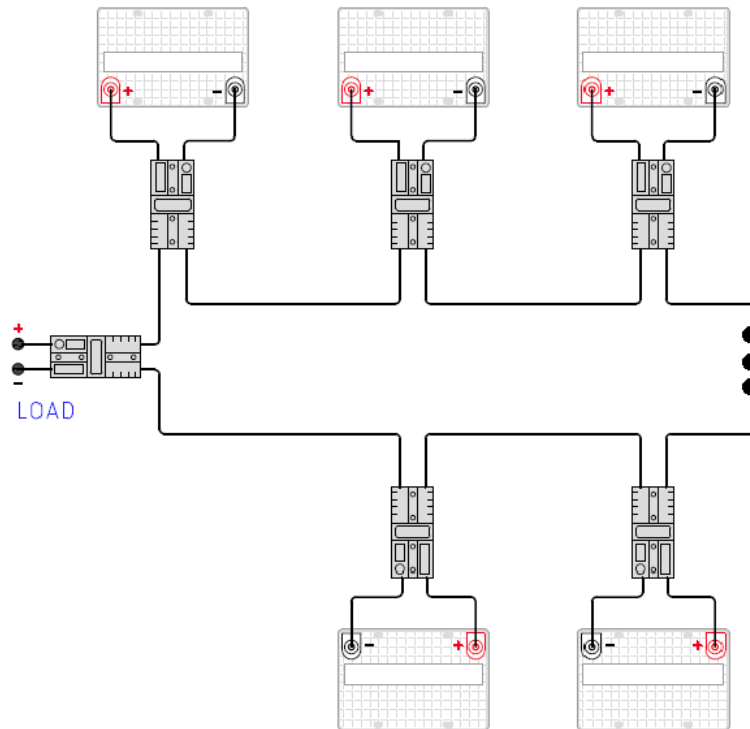 + - + - + -
+
-
LOAD
- + - +